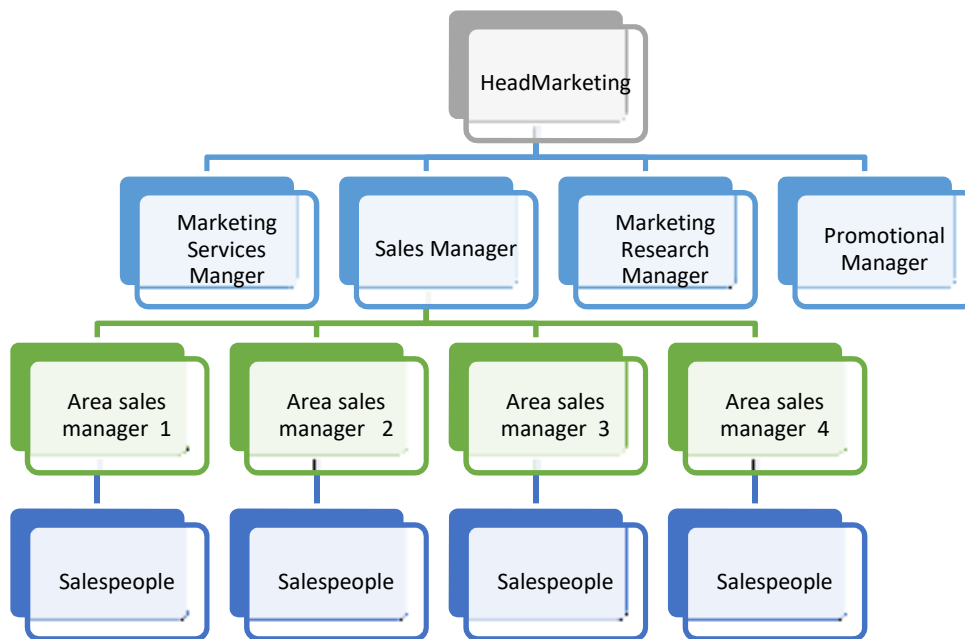 HeadMarketing
Marketing
Services
Manger
Sales Manager
Marketing
Research
Manager
Promotional
Manager
Area sales
manager 1
Area sales
manager 2
Area sales
manager 3
Area sales
manager 4
Salespeople
Salespeople
Salespeople
Salespeople